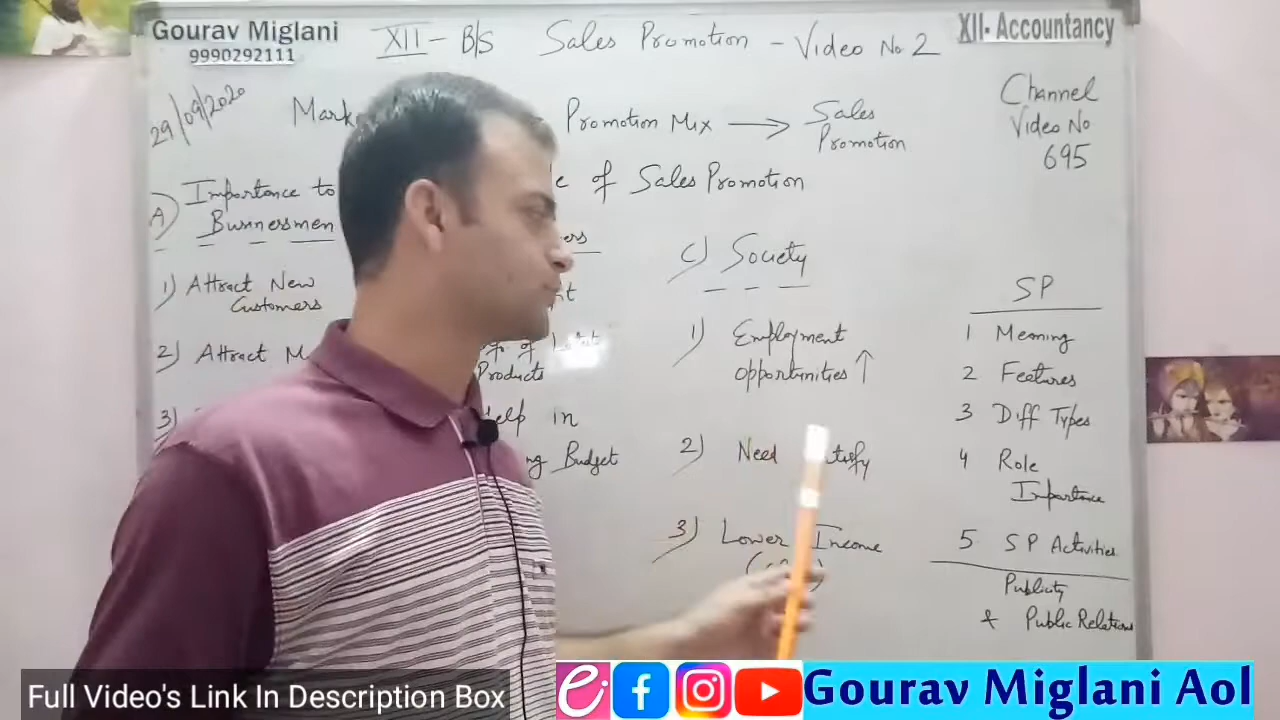 Gourav Miglani
9990292111
XII - B/S Sales Promotion - Video No 2
XII- Accountancy
29/09/2020
Mark
Promotion Mix → Sales
Promotion
Channel
Video No
695
A) Importance to
of Sales Promotion
1) Attract New
Customers
2) Attract
Products
3)
in
Budget
C) Society
1) Employment
opportunities ↑
2) Need
3) Lower Income
SP
1 Meaning
2 Features
3 Diff Types
4 Role
Importance
5 SP Activities
Publicity
& Public Relations
Full Video's Link In Description Box
Gourav Miglani Aol